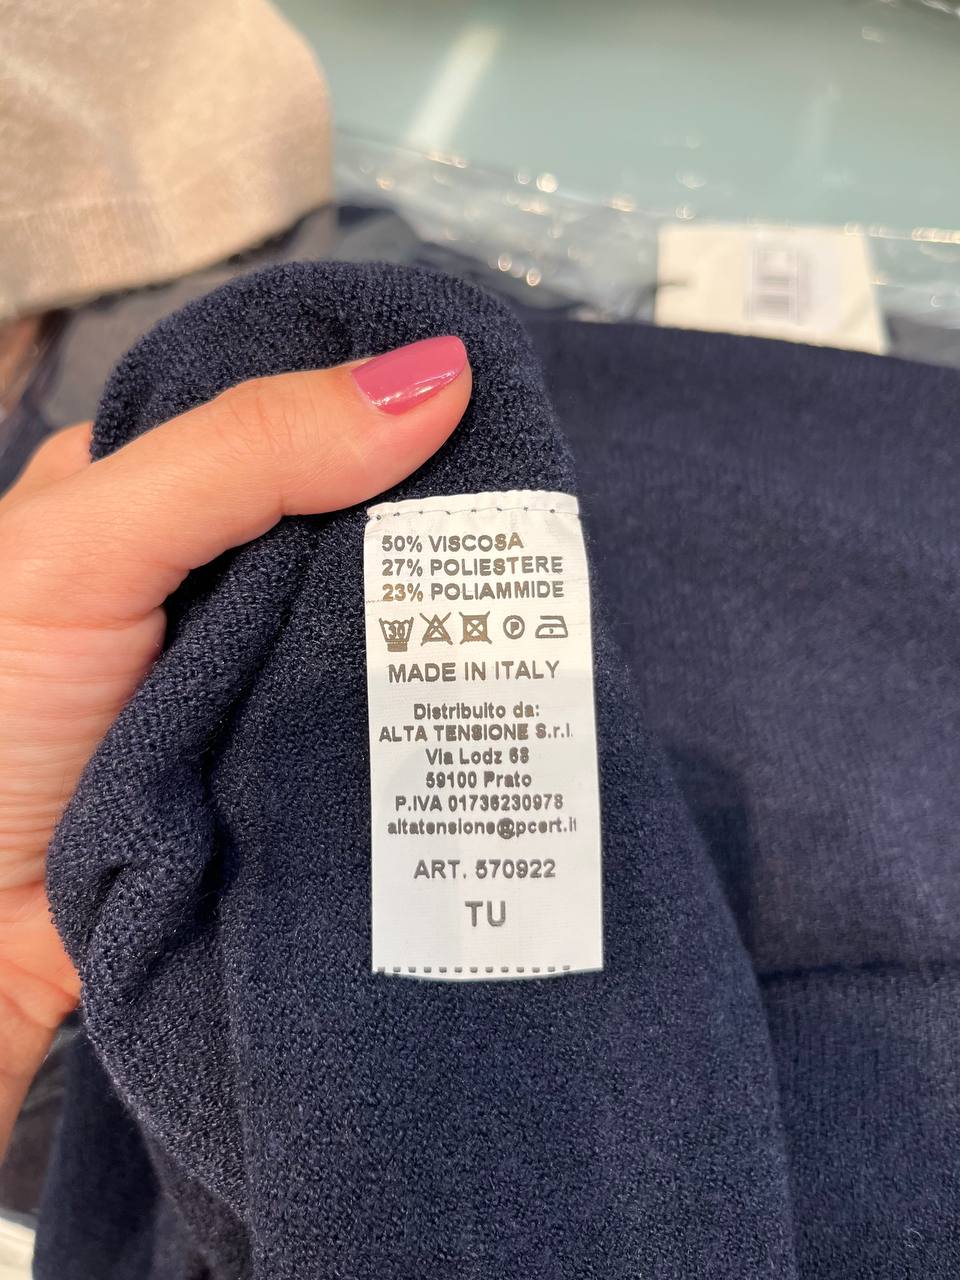 50% VISCOSA
27% POLIESTERE
23% POLIAMMIDE
30 P
MADE IN ITALY
Distribuito da:
ALTA TENSIONE S.r.l.
Via Lodz 68
59100 Prato
P.IVA 01736230978
altatensione@pcert.it
ART. 570922
TU